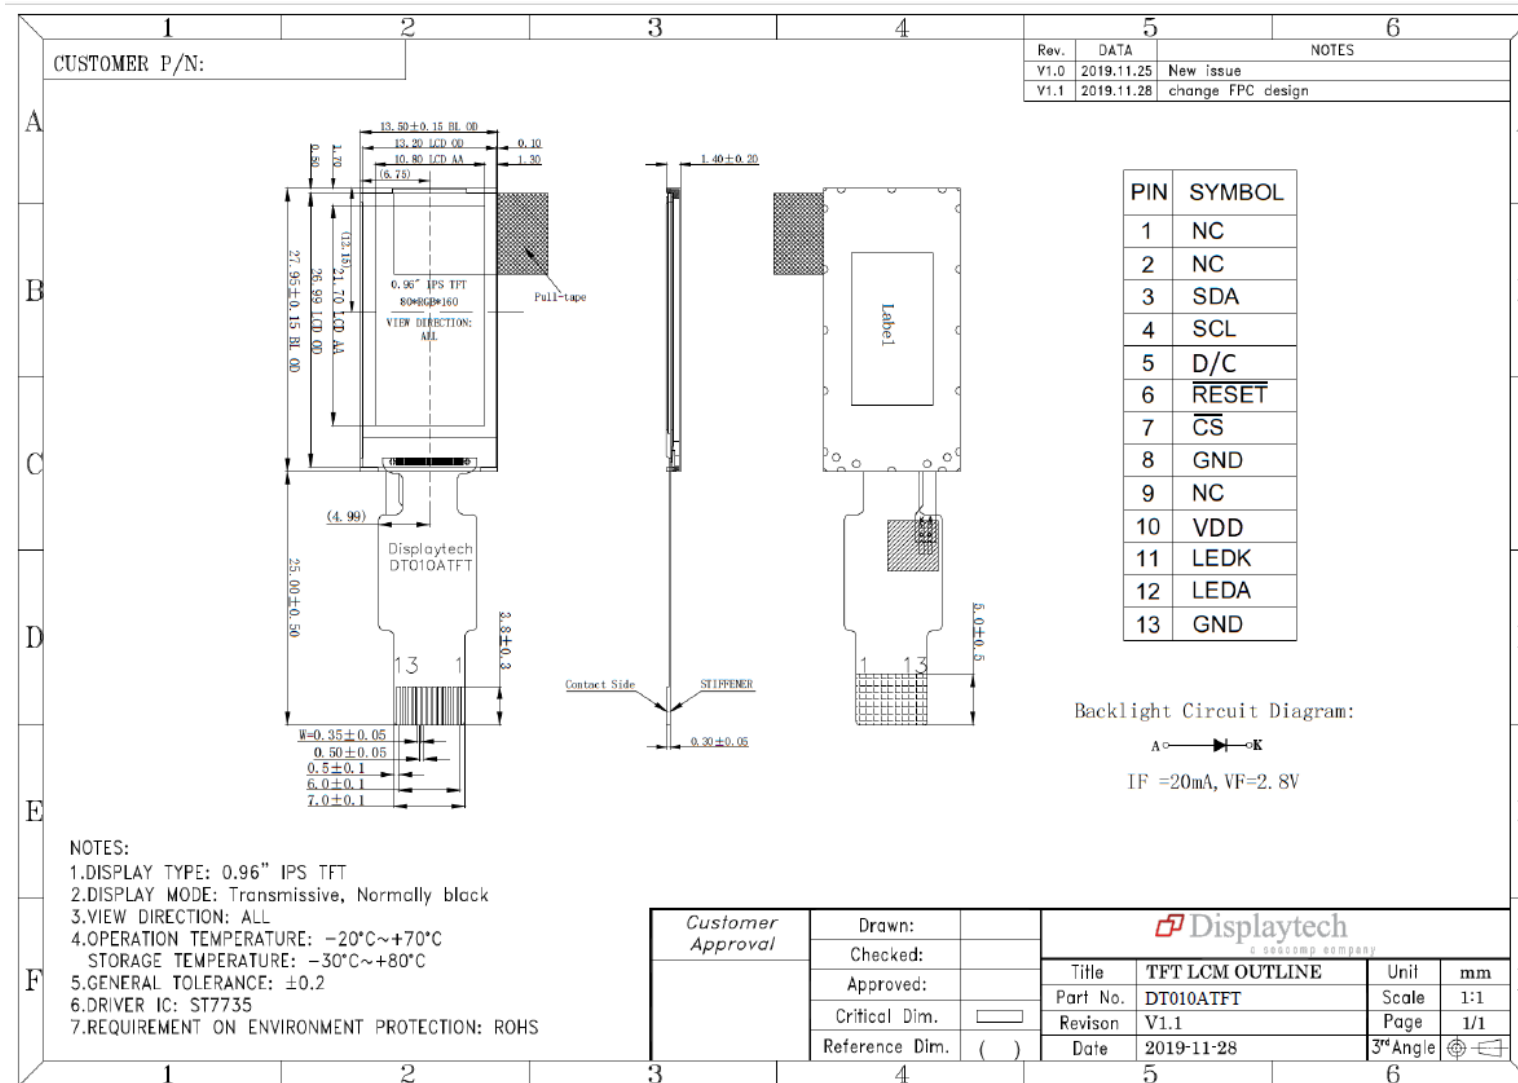 1 2 3 4 5 6
CUSTOMER P/N:
Rev. DATA NOTES
V1.0 2019.11.25 New issue
V1.1 2019.11.28 change FPC design
A
B
C
D
E
F
13.50±0.15 BL OD
13.20 LCD OD 0.10
10.80 LCD AA 1.30
(6.75)
0.50
1.70
(12.15)
27.95±0.15 BL OD
26.99 LCD OD
21.70 LCD AA
0.96" IPS TFT
80*RGB*160
VIEW DIRECTION:
ALL
Pull-tape
(4.99)
Displaytech
DT010ATFT
25.00±0.50
3.8±0.3
13 1
W=0.35±0.05
0.50±0.05
0.5±0.1
6.0±0.1
7.0±0.1
1.40±0.20
Contact Side STIFFENER
0.30±0.05
Label
K A
1 13
5.0±0.5
PIN SYMBOL
1 NC
2 NC
3 SDA
4 SCL
5 D/C
6 RESET
7 CS
8 GND
9 NC
10 VDD
11 LEDK
12 LEDA
13 GND
Backlight Circuit Diagram:
A K
IF =20mA, VF=2.8V
NOTES:
1.DISPLAY TYPE: 0.96” IPS TFT
2.DISPLAY MODE: Transmissive, Normally black
3.VIEW DIRECTION: ALL
4.OPERATION TEMPERATURE: -20°C~+70°C
STORAGE TEMPERATURE: -30°C~+80°C
5.GENERAL TOLERANCE: ±0.2
6.DRIVER IC: ST7735
7.REQUIREMENT ON ENVIRONMENT PROTECTION: ROHS
Customer
Approval
Drawn:
Checked:
Approved:
Critical Dim.
Reference Dim. ( )
Displaytech
a seacomp company
Title TFT LCM OUTLINE Unit mm
Part No. DT010ATFT Scale 1:1
Revison V1.1 Page 1/1
Date 2019-11-28 3rd Angle
1 2 3 4 5 6